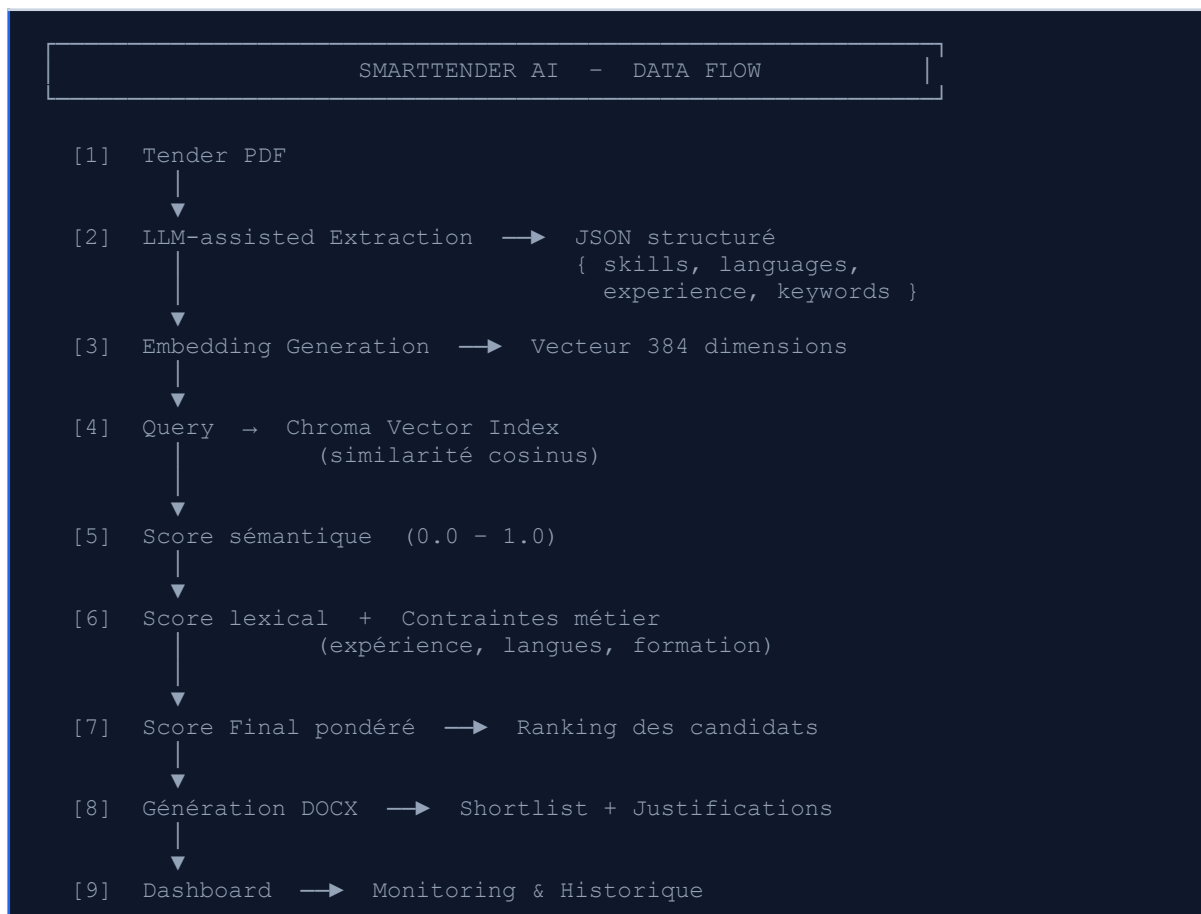 SMARTTENDER AI – DATA FLOW
[1] Tender PDF
[2] LLM-assisted Extraction ──► JSON structuré
{ skills, languages,
experience, keywords }
[3] Embedding Generation ──► Vecteur 384 dimensions
[4] Query → Chroma Vector Index
(similarité cosinus)
[5] Score sémantique (0.0 – 1.0)
[6] Score lexical + Contraintes métier
(expérience, langues, formation)
[7] Score Final pondéré ──► Ranking des candidats
[8] Génération DOCX ──► Shortlist + Justifications
[9] Dashboard ──► Monitoring & Historique